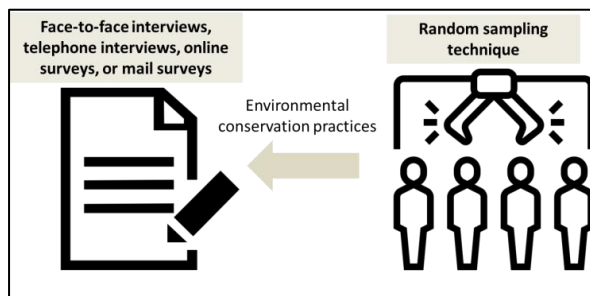 Face-to-face interviews,
telephone interviews, online
surveys, or mail surveys
Environmental
conservation practices
Random sampling
technique